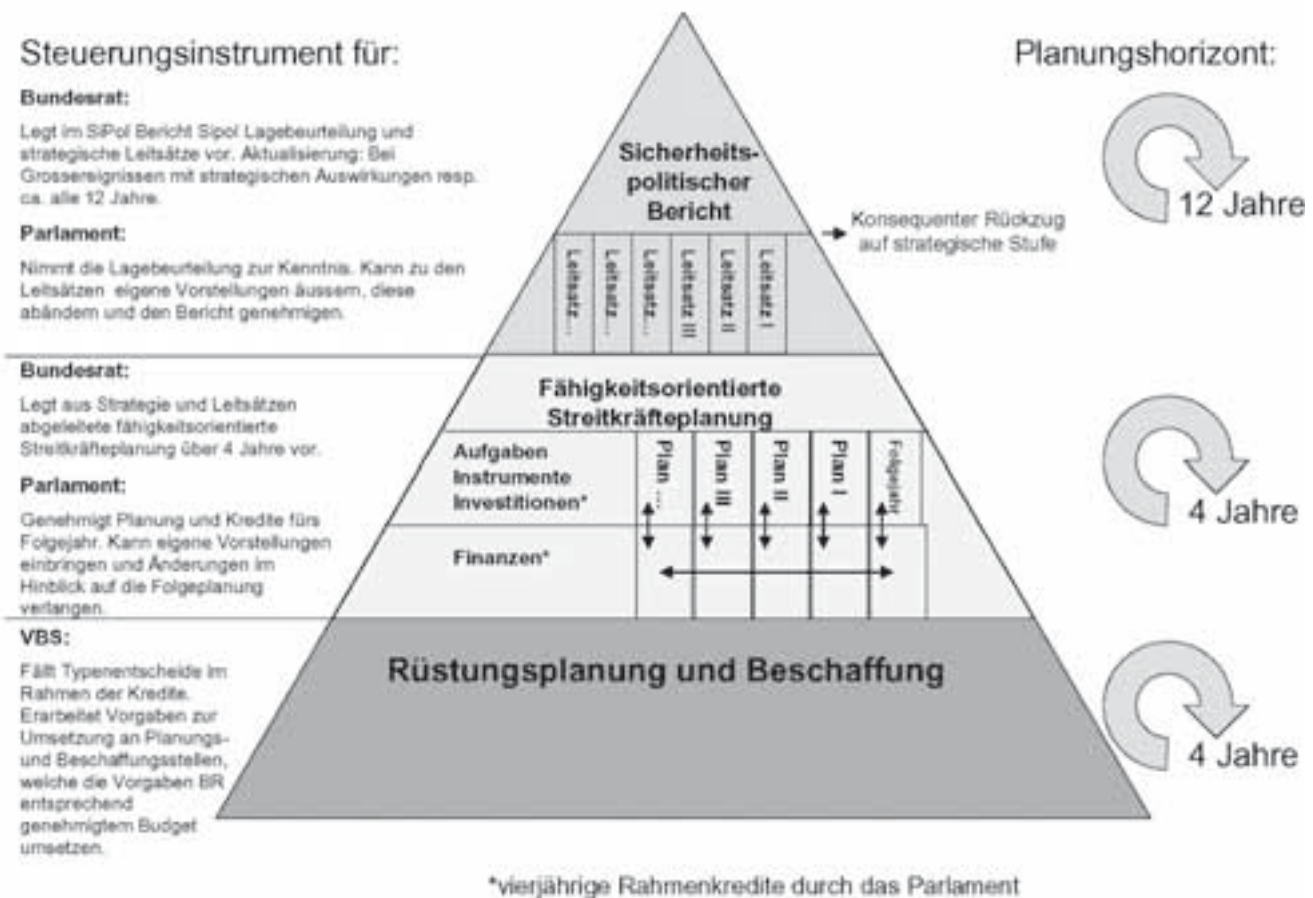 Steuerungsinstrument für:
Bundesrat:
Legt im SiPol Bericht Sipol Lagebeurteilung und
strategische Leitsätze vor. Aktualisierung: Bei
Grossereignissen mit strategischen Auswirkungen resp.
ca. alle 12 Jahre.
Parlament:
Nimmt die Lagebeurteilung zur Kenntnis. Kann zu den
Leitsätzen eigene Vorstellungen äussern, diese
abändern und den Bericht genehmigen.
Bundesrat:
Legt aus Strategie und Leitsätzen
abgeleitete fähigkeitsorientierte
Streitkräfteplanung über 4 Jahre vor.
Parlament:
Genehmigt Planung und Kredite fürs
Folgejahr. Kann eigene Vorstellungen
einbringen und Änderungen im
Hinblick auf die Folgeplanung
verlangen.
VBS:
Fällt Typenentscheide im
Rahmen der Kredite.
Erarbeitet Vorgaben zur
Umsetzung an Planungs-
und Beschaffungsstellen,
welche die Vorgaben BR
entsprechend
genehmigtem Budget
umsetzen.
Sicherheits-
politischer
Bericht
Leitsatz...
Leitsatz...
Leitsatz...
Leitsatz III
Leitsatz II
Leitsatz I
Konsequenter Rückzug
auf strategische Stufe
Fähigkeitsorientierte
Streitkräfteplanung
Aufgaben
Instrumente
Investitionen*
Plan ...
Plan III
Plan II
Plan I
Folgejahr
Finanzen*
Rüstungsplanung und Beschaffung
Planungshorizont:
12 Jahre
4 Jahre
4 Jahre
*vierjährige Rahmenkredite durch das Parlament